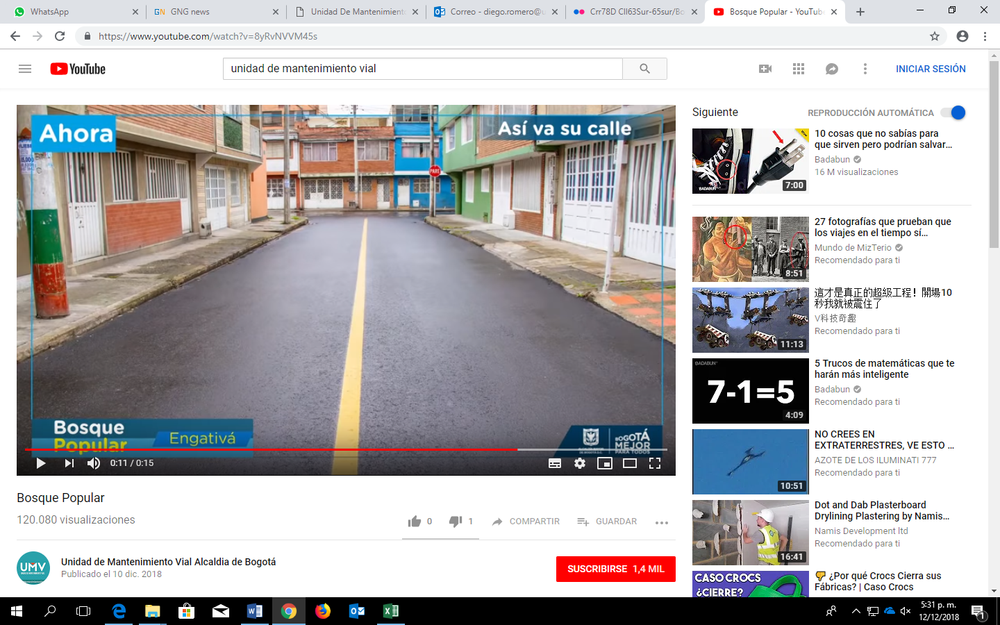 WhatsApp
GNG news
Unidad De Mantenimient
Correo - diego.romero@u
Crr78D Cll63Sur-65sur/Bo
Bosque Popular - YouTube
https://www.youtube.com/watch?v=8yRvNVVM45s
YouTube
unidad de mantenimiento vial
INICIAR SESIÓN
Ahora
Así va su calle
PARE
Bosque
Popular
Engativá
BOGOTÁ
MEJOR
PARA TODOS
0:11 / 0:15
Bosque Popular
120.080 visualizaciones
0
1
COMPARTIR
GUARDAR
UMV
Unidad de Mantenimiento Vial Alcaldia de Bogotá
Publicado el 10 dic. 2018
SUSCRIBIRSE 1,4 MIL
Siguiente
REPRODUCCIÓN AUTOMÁTICA
BADABUN
7:00
10 cosas que no sabías para
que sirven pero podrían salvar...
Badabun
16 M visualizaciones
8:51
27 fotografías que prueban que
los viajes en el tiempo sí...
Mundo de MizTerio
Recomendado para ti
11:13
這才是真正的超級工程！開場10
秒我就被震住了
V科技奇趣
Recomendado para ti
BADABUN
7-1=5
4:09
5 Trucos de matemáticas que te
harán más inteligente
Badabun
Recomendado para ti
10:51
NO CREES EN
EXTRATERRESTRES, VE ESTO ...
AZOTE DE LOS ILUMINATI 777
Recomendado para ti
16:41
Dot and Dab Plasterboard
Drylining Plastering by Namis...
Namis Development ltd
Recomendado para ti
CASO CROCS
¿CIERRE?
👎 ¿Por qué Crocs Cierra sus
Fábricas? | Caso Crocs
5:31 p. m.
12/12/2018
1